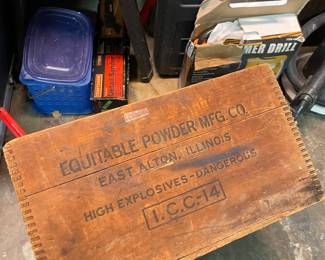 MER DRILL
EQUITABLE POWDER MFG. CO.
EAST ALTON, ILLINOIS
HIGH EXPLOSIVES-DANGEROUS
I.C.C.-14